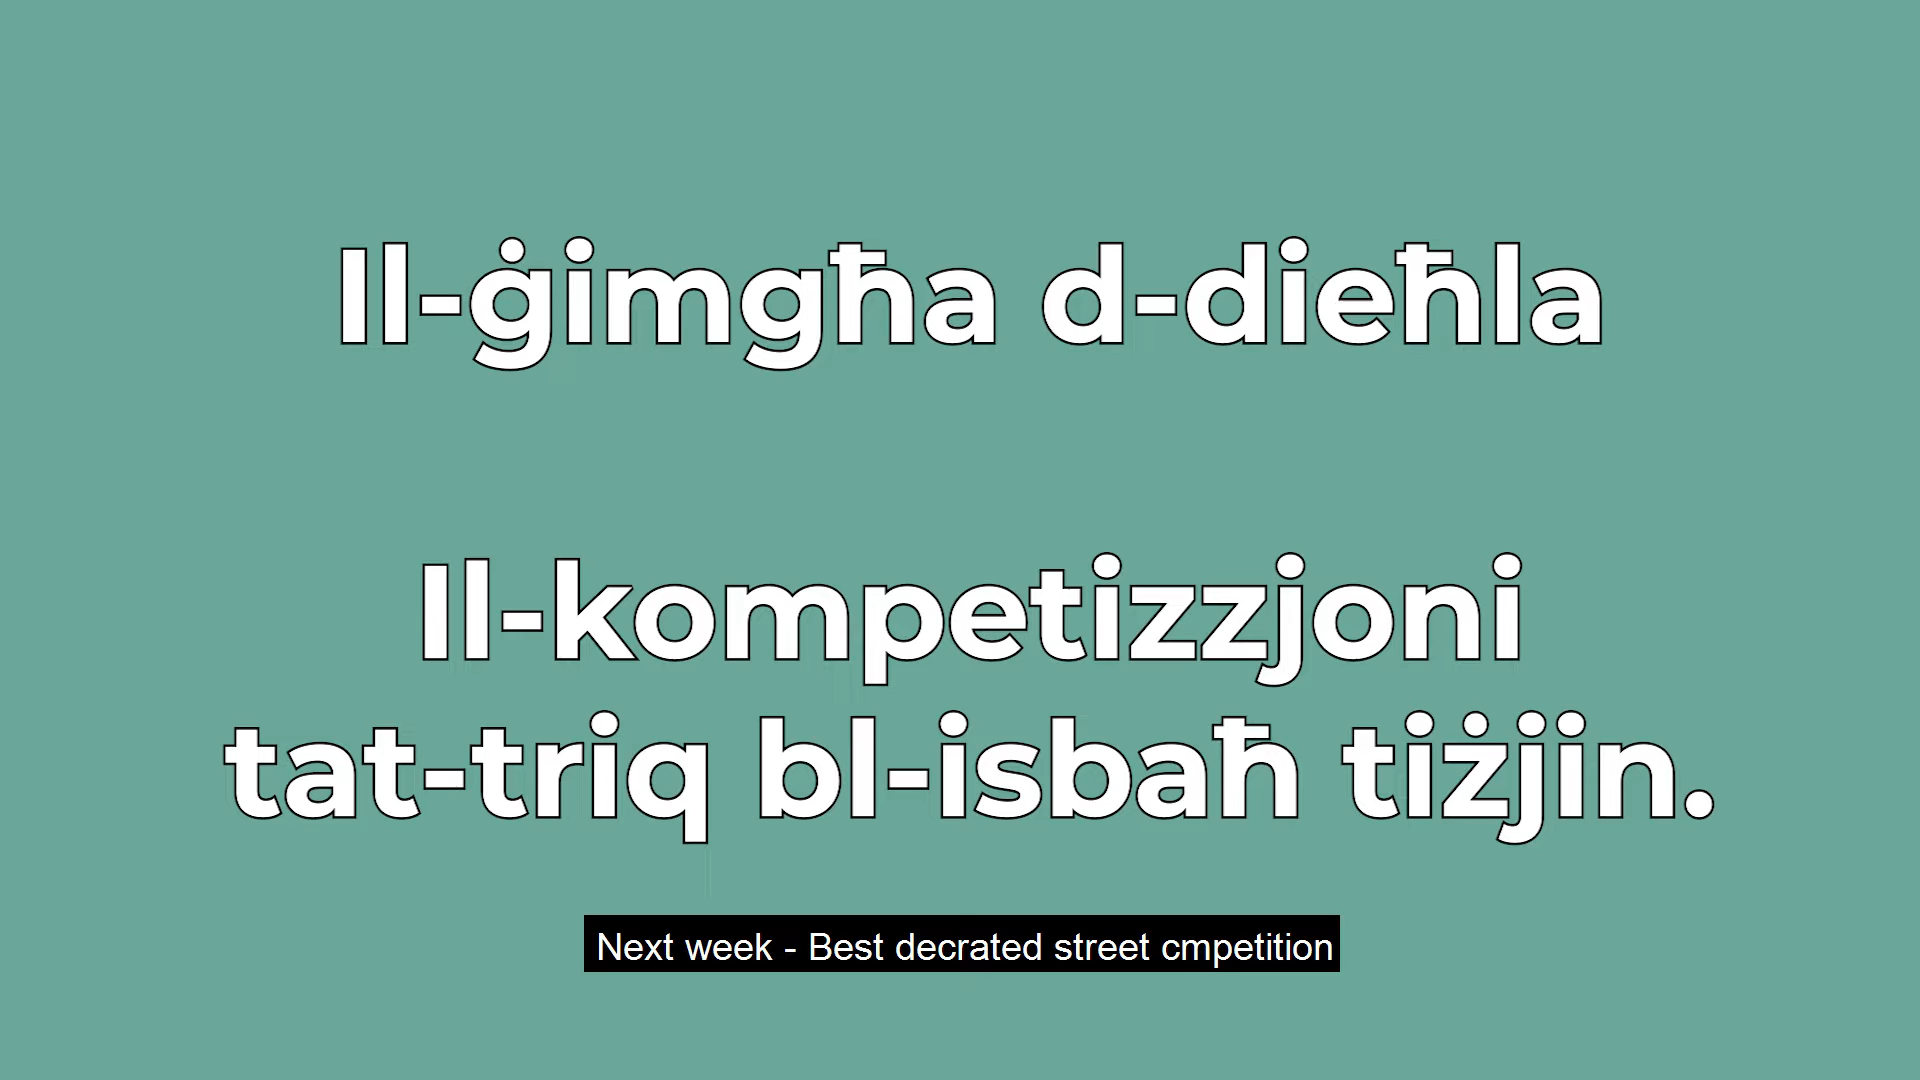 Il-ġimgħa d-dieħla
Il-kompetizzjoni
tat-triq bl-isbaħ tiżjin.
Next week - Best decrated street cmpetition